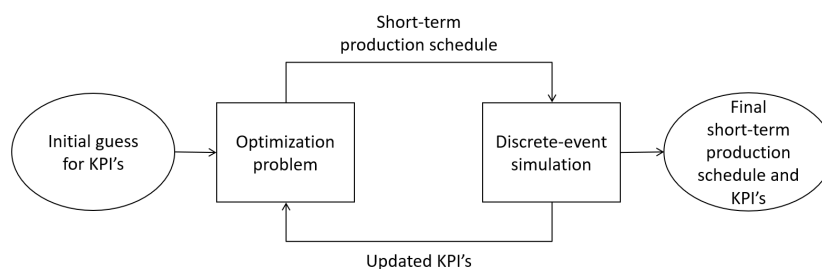 Short-term
production schedule
Initial guess
for KPI's
Optimization
problem
Discrete-event
simulation
Final
short-term
production
schedule and
KPI's
Updated KPI's